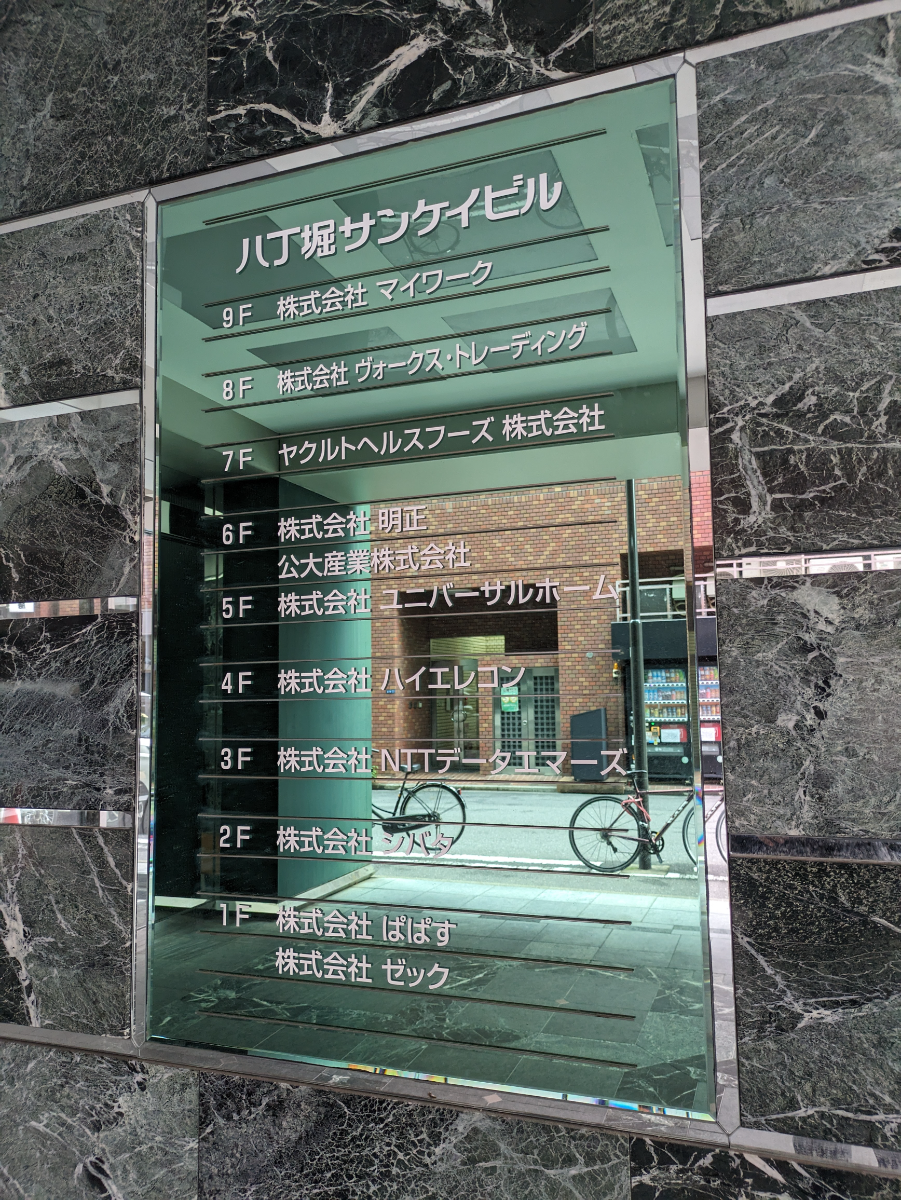 八丁堀サンケイビル
9F 株式会社 マイワーク
8F 株式会社 ヴォークス・トレーディング
7F ヤクルトヘルスフーズ 株式会社
6F 株式会社 明正
公大産業株式会社
5F 株式会社 ユニバーサルホーム
4F 株式会社 ハイエレコン
3F 株式会社 NTTデータエマーズ
2F 株式会社 シバタ
1F 株式会社 ぱぱす
株式会社 ゼック